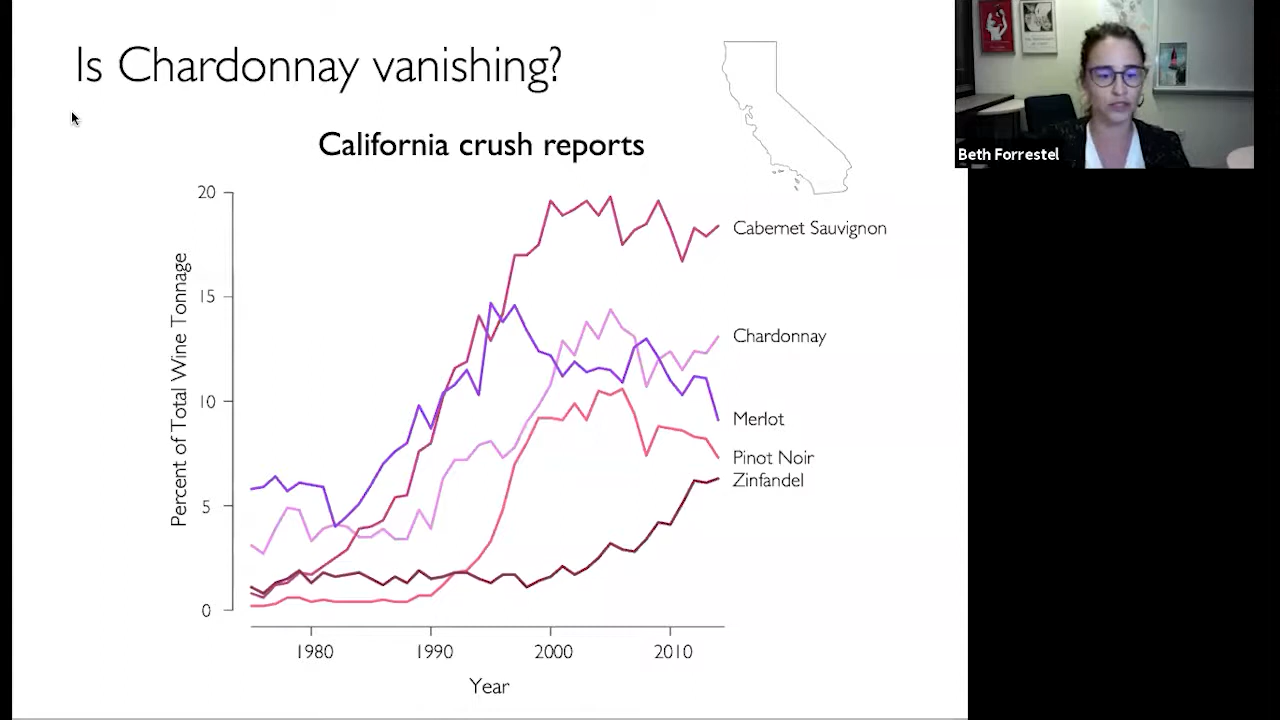 Is Chardonnay vanishing?
California crush reports
20
15
10
5
0
Percent of Total Wine Tonnage
Cabernet Sauvignon
Chardonnay
Merlot
Pinot Noir
Zinfandel
1980 1990 2000 2010
Year
Beth Forrestel